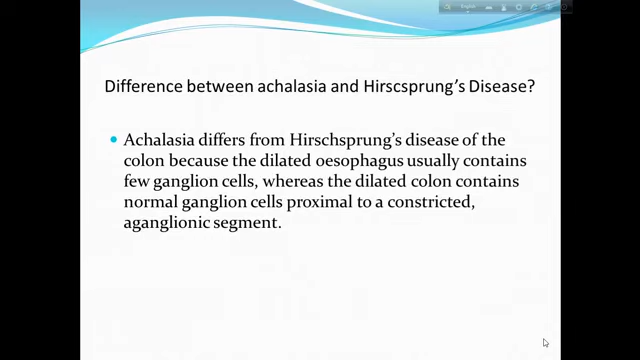 English
Difference between achalasia and Hirscsprung's Disease?
• Achalasia differs from Hirschsprung's disease of the
colon because the dilated oesophagus usually contains
few ganglion cells, whereas the dilated colon contains
normal ganglion cells proximal to a constricted,
aganglionic segment.